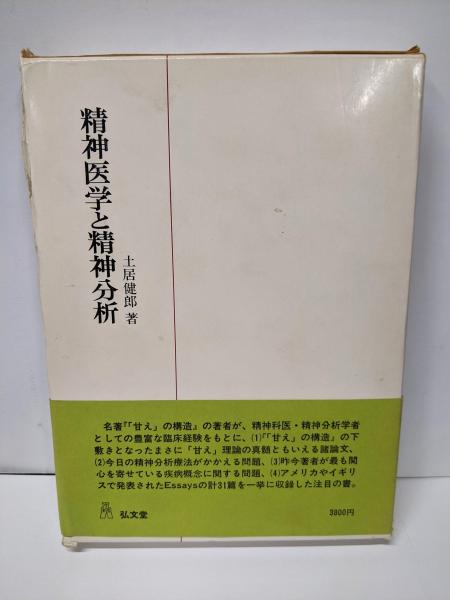 精神医学と精神分析
土居健郎 著
名著『「甘え」の構造』の著者が、精神科医・精神分析学者
としての豊富な臨床経験をもとに、(1)『「甘え」の構造』の下
敷きとなったまさに「甘え」理論の真髄ともいえる諸論文、
(2)今日の精神分析療法がかかえる問題、(3)昨今著者が最も関
心を寄せている疾病概念に関する問題、(4)アメリカやイギリ
スで発表されたEssaysの計31篇を一挙に収録した注目の書。
弘文堂
3800円